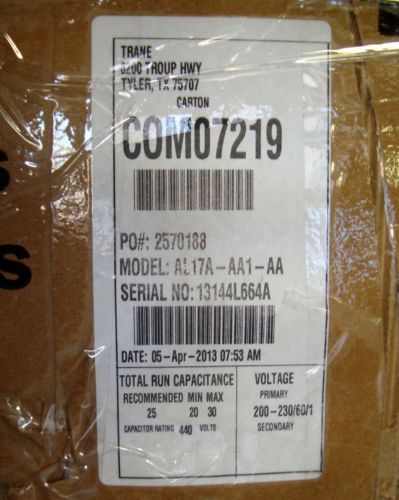 TRANE
6200 TROUP HWY
TYLER, TX 75707
CARTON
COM07219
PO#: 2570188
MODEL: AL17A-AA1-AA
SERIAL NO: 13144L664A
DATE: 05-Apr-2013 07:53 AM
TOTAL RUN CAPACITANCE
RECOMMENDED MIN MAX
25 20 30
CAPACITOR RATING 440 VOLTS
VOLTAGE
PRIMARY
200-230/60/1
SECONDARY
S
S